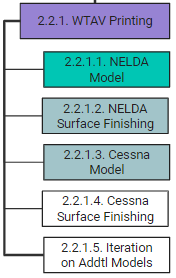 2.2.1. WTAV Printing
2.2.1.1. NELDA
Model
2.2.1.2. NELDA
Surface Finishing
2.2.1.3. Cessna
Model
2.2.1.4. Cessna
Surface Finishing
2.2.1.5. Iteration
on Addtl Models